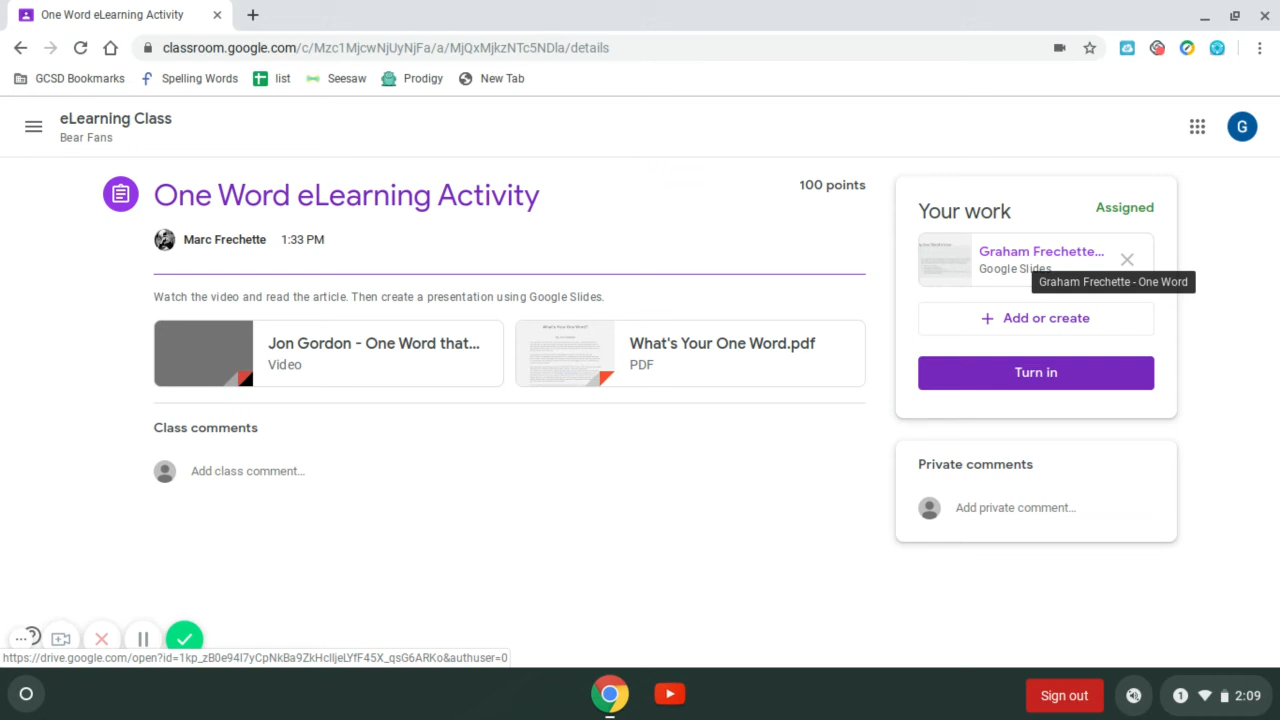 One Word eLearning Activity
classroom.google.com/c/Mzc1MjcwNjUyNjFa/a/MjQxMjkzNTc5NDla/details
GCSD Bookmarks
Spelling Words
list
Seesaw
Prodigy
New Tab
eLearning Class
Bear Fans
G
One Word eLearning Activity
100 points
Marc Frechette 1:33 PM
Watch the video and read the article. Then create a presentation using Google Slides.
Jon Gordon - One Word that...
Video
What's Your One Word.pdf
PDF
Class comments
Add class comment...
Your work
Assigned
Graham Frechette...
Google Slides
Graham Frechette - One Word
+ Add or create
Turn in
Private comments
Add private comment...
https://drive.google.com/open?id=1kp_zB0e94I7yCpNkBa9ZkHclIjeLYfF45X_qsG6ARKo&authuser=0
Sign out
1
2:09